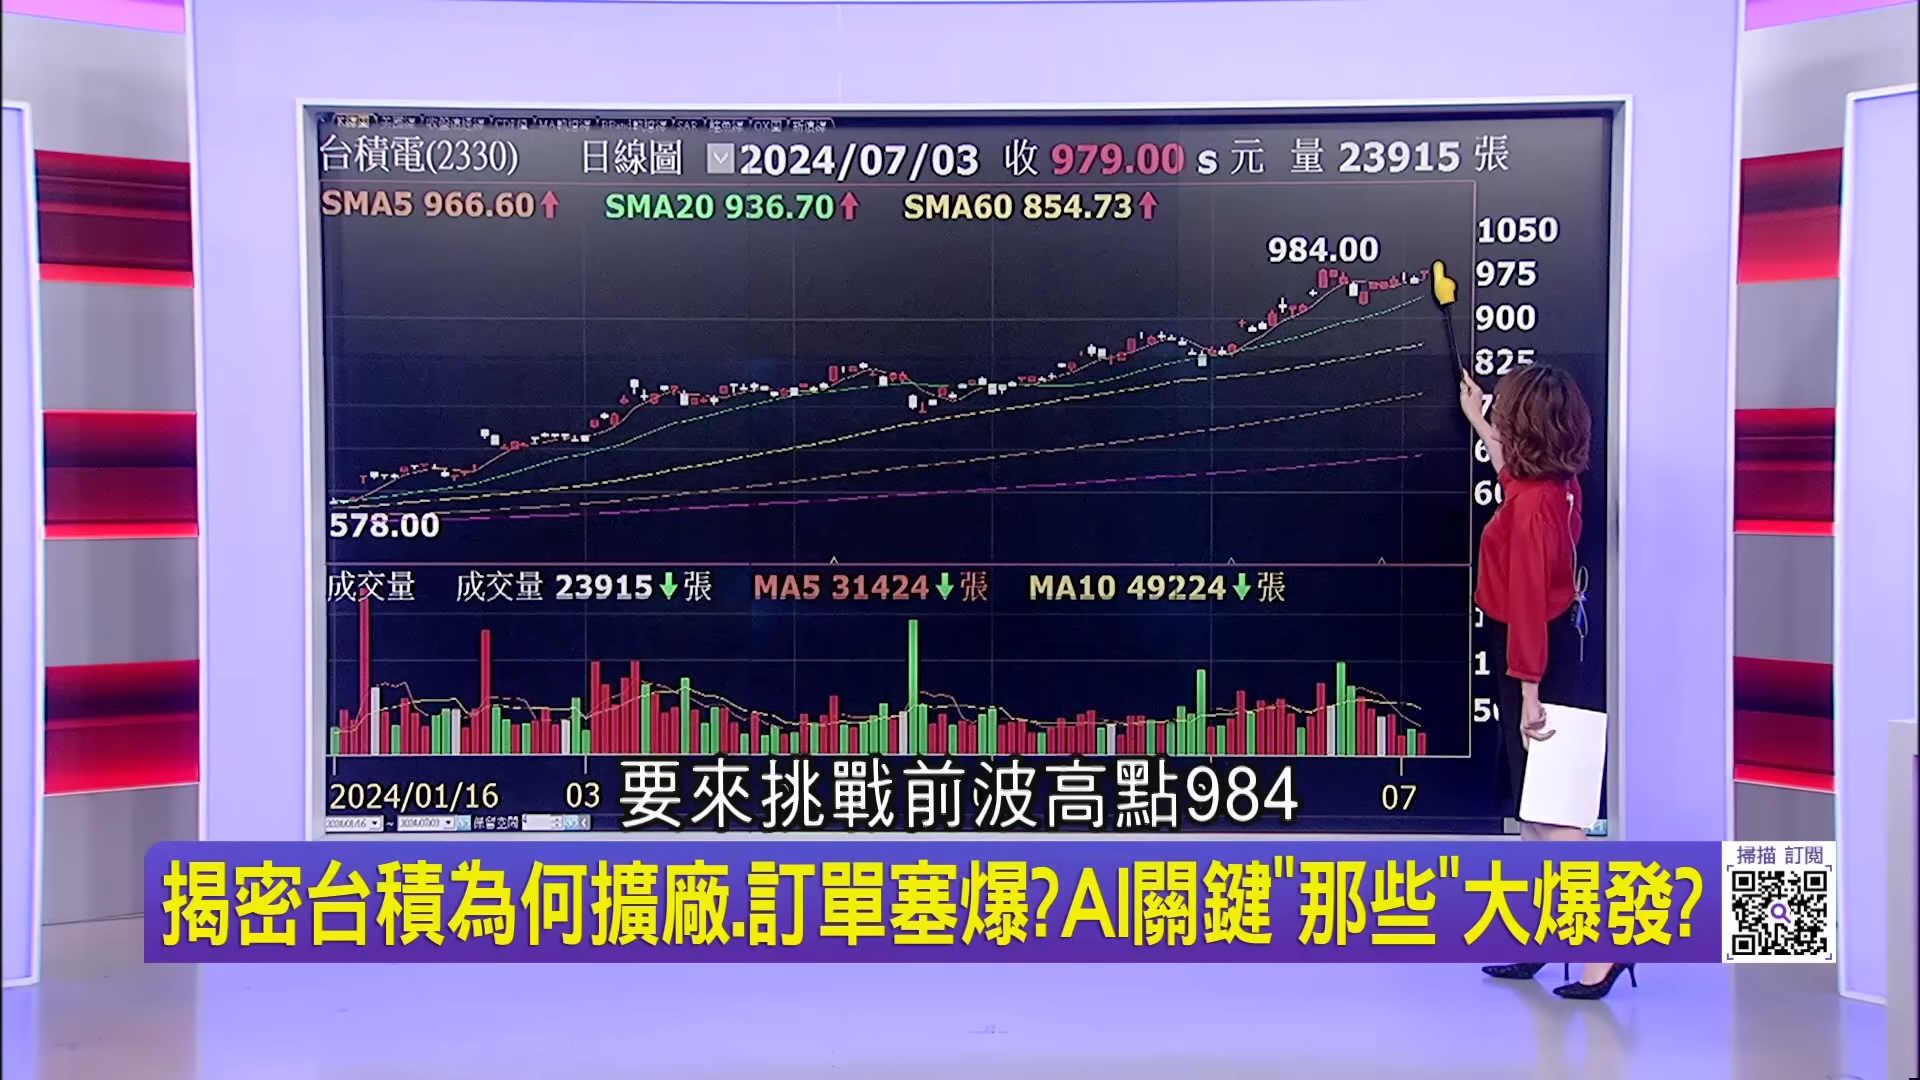 台積電(2330) 日線圖 2024/07/03 收 979.00 s 元 量 23915 張
SMA5 966.60↑ SMA20 936.70↑ SMA60 854.73↑
1050
984.00
975
900
825
578.00
成交量 成交量 23915↓張 MA5 31424↓張 MA10 49224↓張
2024/01/16 03 07
要來挑戰前波高點984
揭密台積為何擴廠.訂單塞爆?AI關鍵"那些"大爆發?
掃描 訂閱